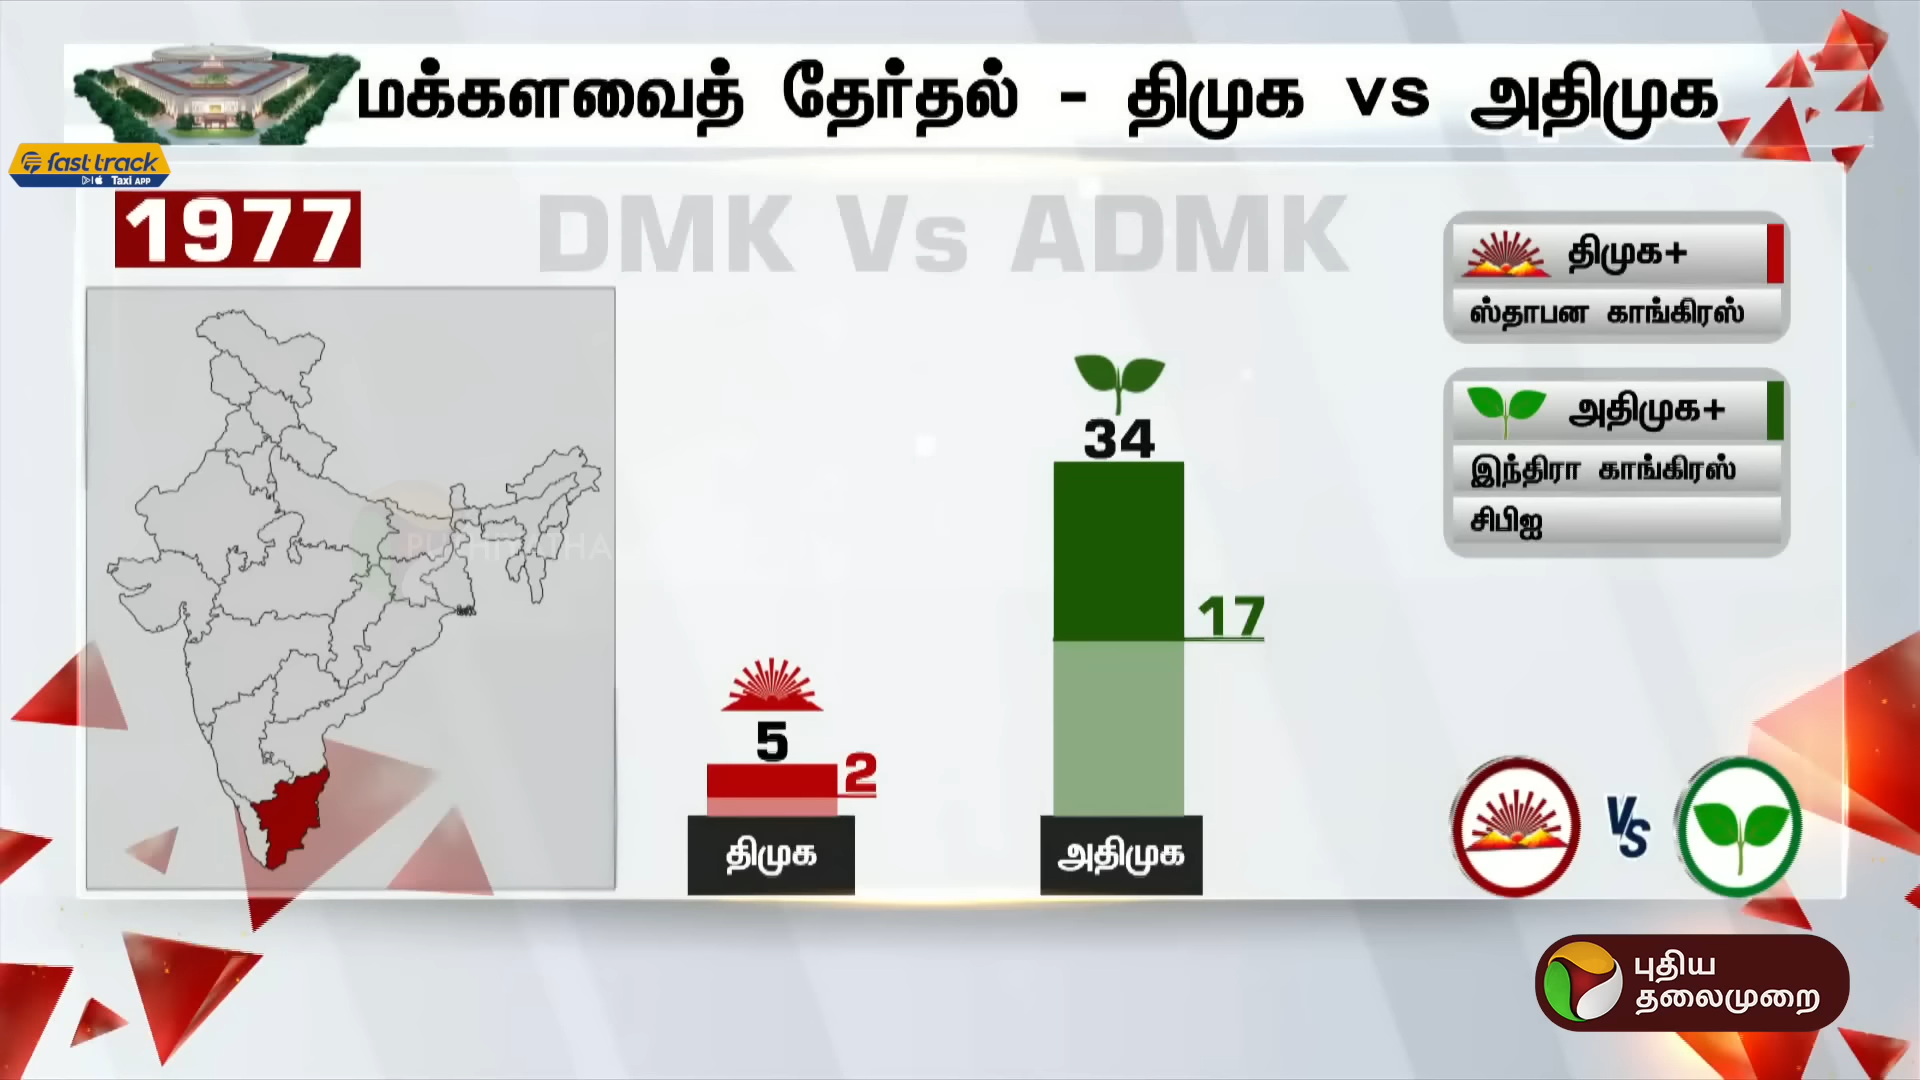 மக்களவைத் தேர்தல் - திமுக vs அதிமுக
fast track
Taxi APP
1977
DMK Vs ADMK
திமுக+
ஸ்தாபன காங்கிரஸ்
அதிமுக+
இந்திரா காங்கிரஸ்
சிபிஐ
34
17
5
2
திமுக
அதிமுக
VS
புதிய
தலைமுறை